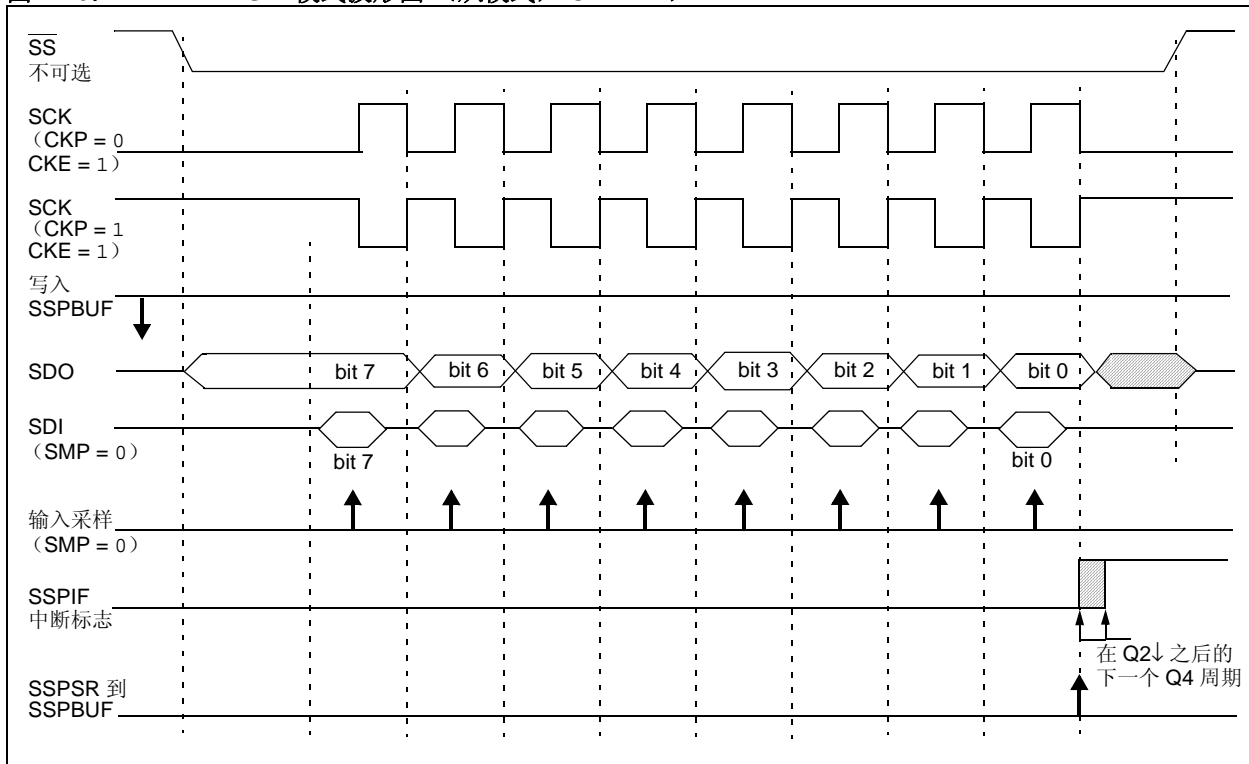 SS
不可选
SCK
（CKP = 0
CKE = 1）
SCK
（CKP = 1
CKE = 1）
写入
SSPBUF
SDO
bit 7
bit 6
bit 5
bit 4
bit 3
bit 2
bit 1
bit 0
SDI
（SMP = 0）
bit 7
bit 0
输入采样
（SMP = 0）
SSPIF
中断标志
在 Q2↓ 之后的
下一个 Q4 周期
SSPSR 到
SSPBUF